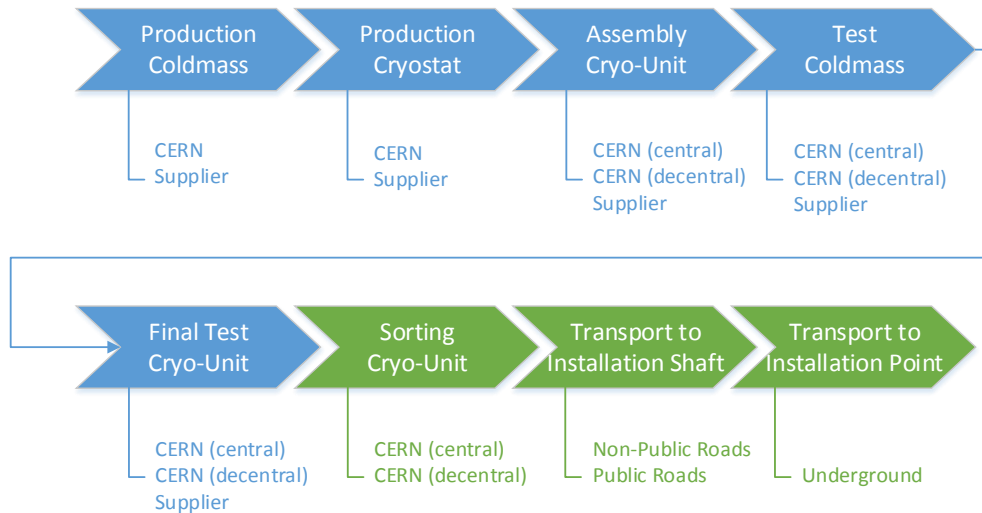 Production
Coldmass
Production
Cryostat
Assembly
Cryo-Unit
Test
Coldmass
CERN
Supplier
CERN
Supplier
CERN (central)
CERN (decentral)
Supplier
CERN (central)
CERN (decentral)
Supplier
Final Test
Cryo-Unit
Sorting
Cryo-Unit
Transport to
Installation Shaft
Transport to
Installation Point
CERN (central)
CERN (decentral)
Supplier
CERN (central)
CERN (decentral)
Non-Public Roads
Public Roads
Underground